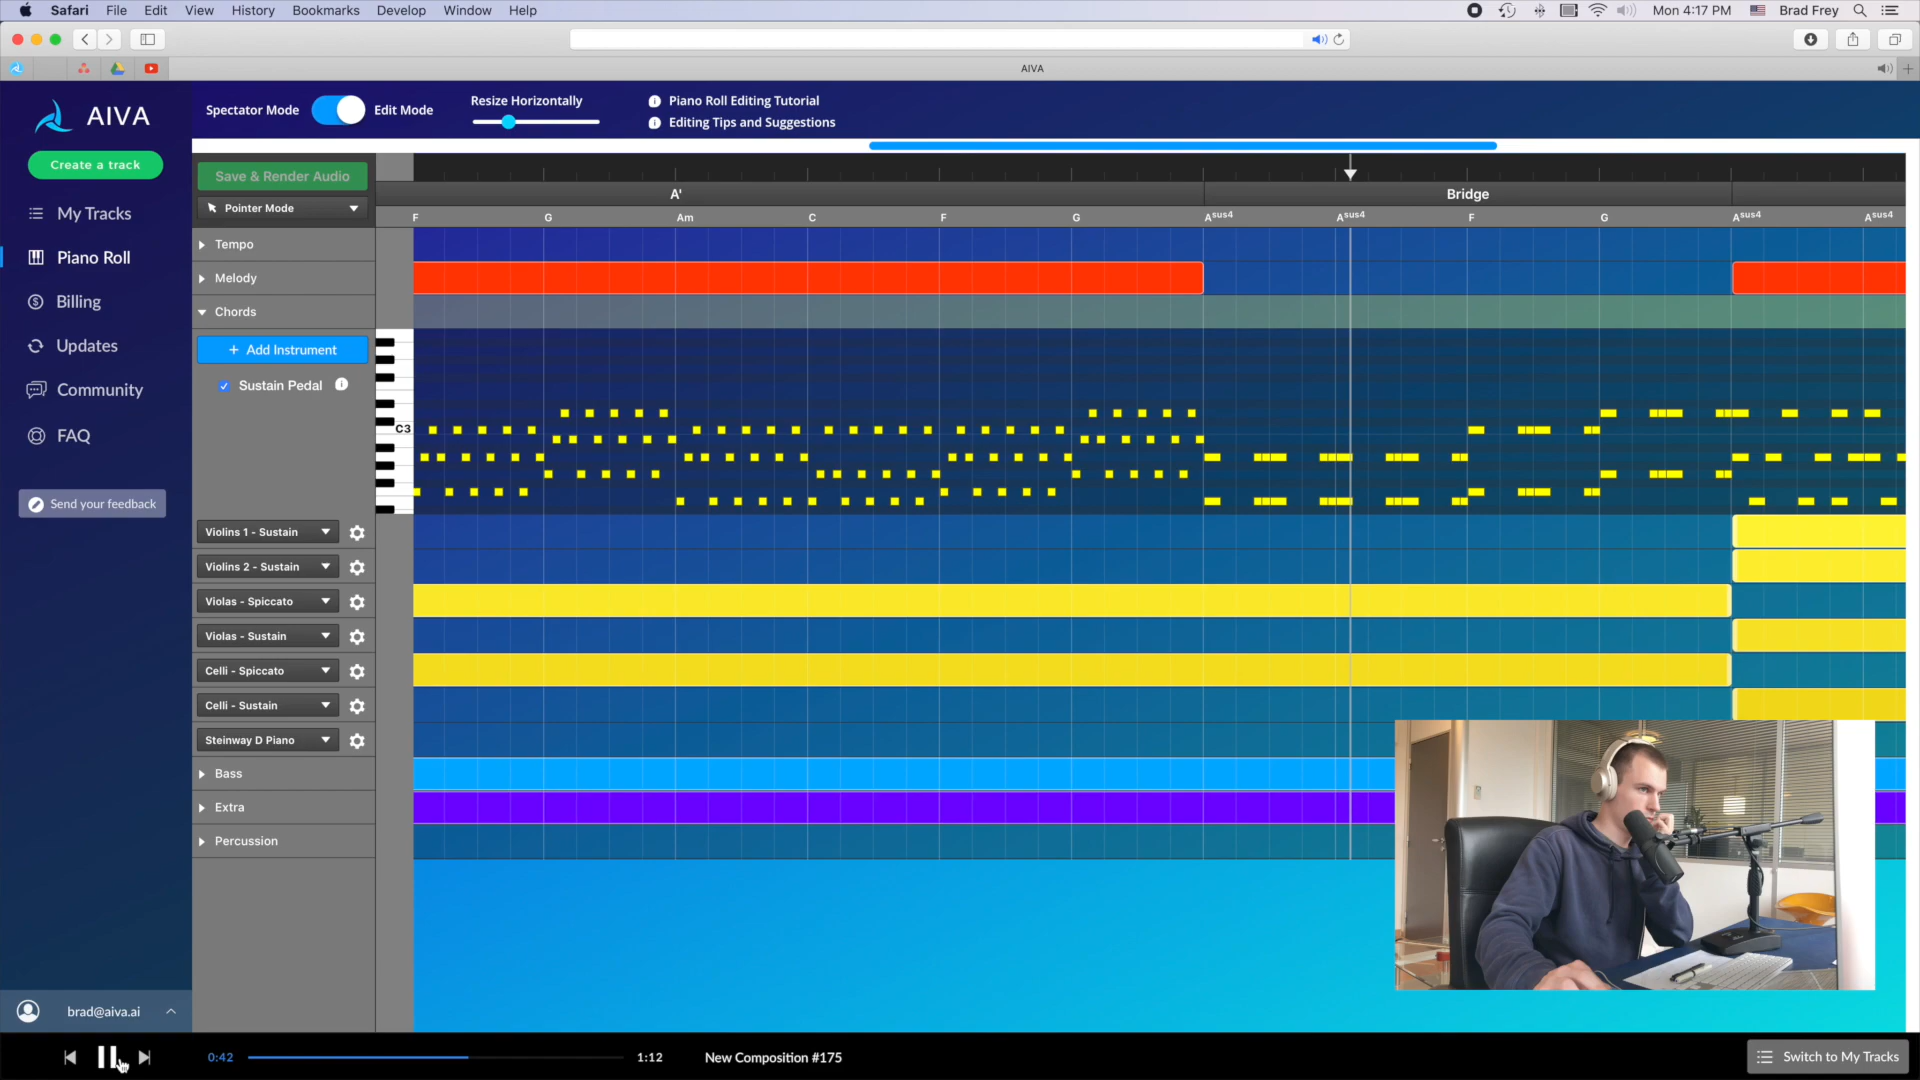 Safari File Edit View History Bookmarks Develop Window Help Mon 4:17 PM Brad Frey
AIVA
AIVA
Spectator Mode Edit Mode Resize Horizontally Piano Roll Editing Tutorial
Editing Tips and Suggestions
Create a track
My Tracks
Piano Roll
Billing
Updates
Community
FAQ
Send your feedback
Save & Render Audio
Pointer Mode
A' Bridge
F G Am C F G Asus4 Asus4 F G Asus4 Asus4
Tempo
Melody
Chords
+ Add Instrument
Sustain Pedal
C3
Violins 1 - Sustain
Violins 2 - Sustain
Violas - Spiccato
Violas - Sustain
Celli - Spiccato
Celli - Sustain
Steinway D Piano
Bass
Extra
Percussion
brad@aiva.ai
0:42 1:12 New Composition #175 Switch to My Tracks